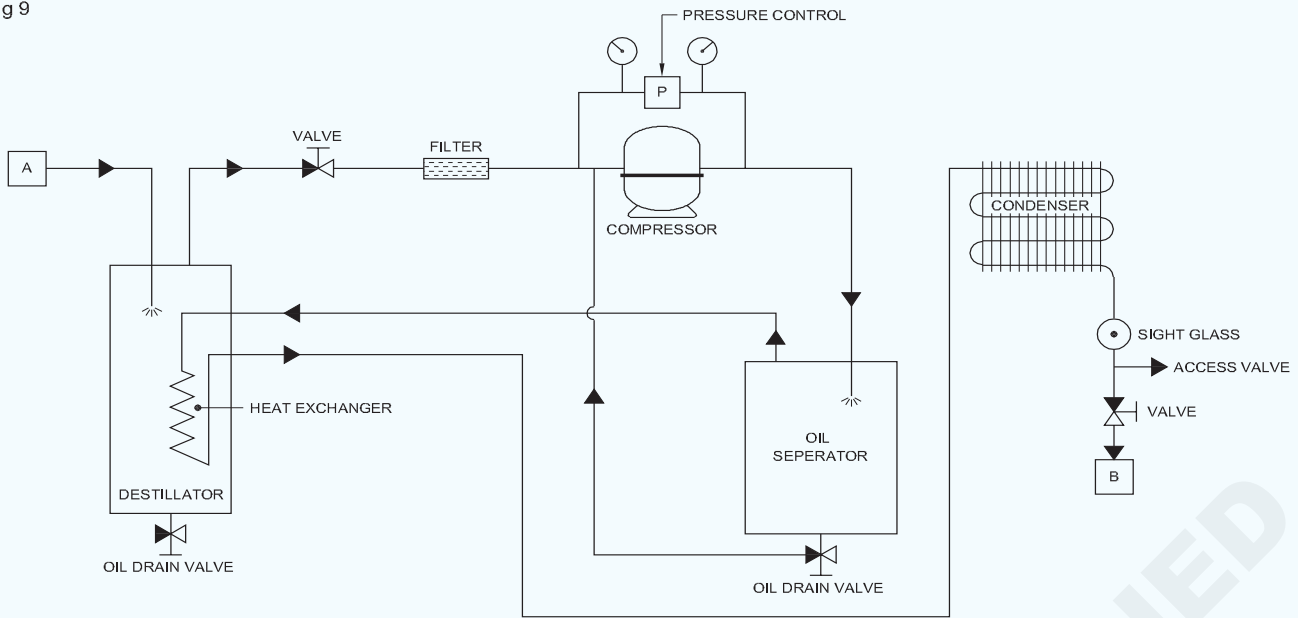 g 9
PRESSURE CONTROL
P
VALVE
FILTER
A
COMPRESSOR
CONDENSER
SIGHT GLASS
ACCESS VALVE
HEAT EXCHANGER
VALVE
OIL
SEPERATOR
B
DESTILLATOR
OIL DRAIN VALVE
OIL DRAIN VALVE